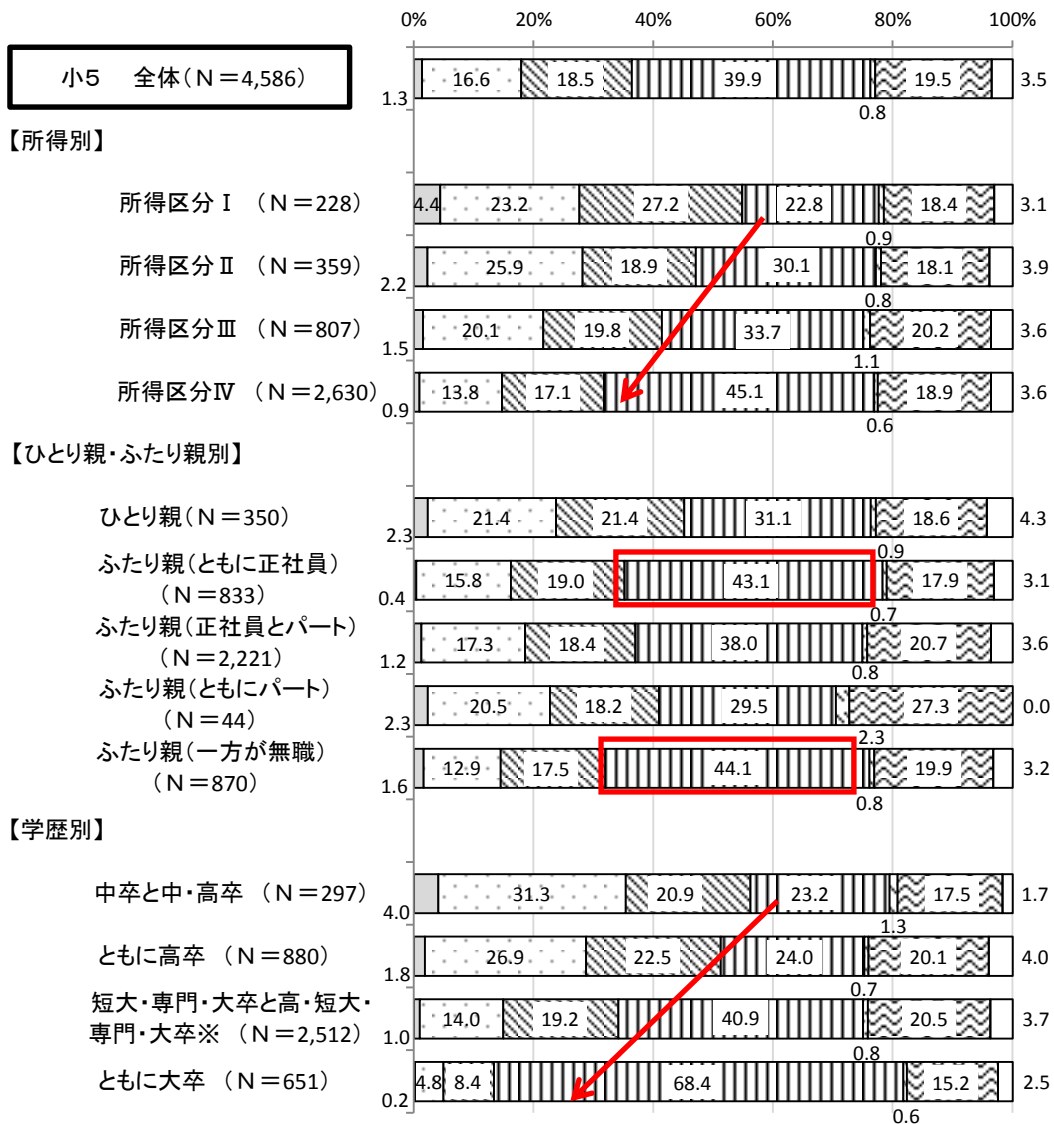 0% 20% 40% 60% 80% 100%
小5 全体(N=4,586)
1.3 16.6 18.5 39.9 0.8 19.5 3.5
【所得別】
所得区分Ⅰ (N=228) 4.4 23.2 27.2 22.8 0.9 18.4 3.1
所得区分Ⅱ (N=359) 2.2 25.9 18.9 30.1 0.8 18.1 3.9
所得区分Ⅲ (N=807) 1.5 20.1 19.8 33.7 1.1 20.2 3.6
所得区分Ⅳ (N=2,630) 0.9 13.8 17.1 45.1 0.6 18.9 3.6
【ひとり親・ふたり親別】
ひとり親(N=350) 2.3 21.4 21.4 31.1 0.9 18.6 4.3
ふたり親(ともに正社員)
(N=833) 0.4 15.8 19.0 43.1 0.7 17.9 3.1
ふたり親(正社員とパート)
(N=2,221) 1.2 17.3 18.4 38.0 0.8 20.7 3.6
ふたり親(ともにパート)
(N=44) 2.3 20.5 18.2 29.5 2.3 27.3 0.0
ふたり親(一方が無職)
(N=870) 1.6 12.9 17.5 44.1 0.8 19.9 3.2
【学歴別】
中卒と中・高卒 (N=297) 4.0 31.3 20.9 23.2 1.3 17.5 1.7
ともに高卒 (N=880) 1.8 26.9 22.5 24.0 0.7 20.1 4.0
短大・専門・大卒と高・短大・
専門・大卒※ (N=2,512) 1.0 14.0 19.2 40.9 0.8 20.5 3.7
ともに大卒 (N=651) 0.2 4.8 8.4 68.4 0.6 15.2 2.5